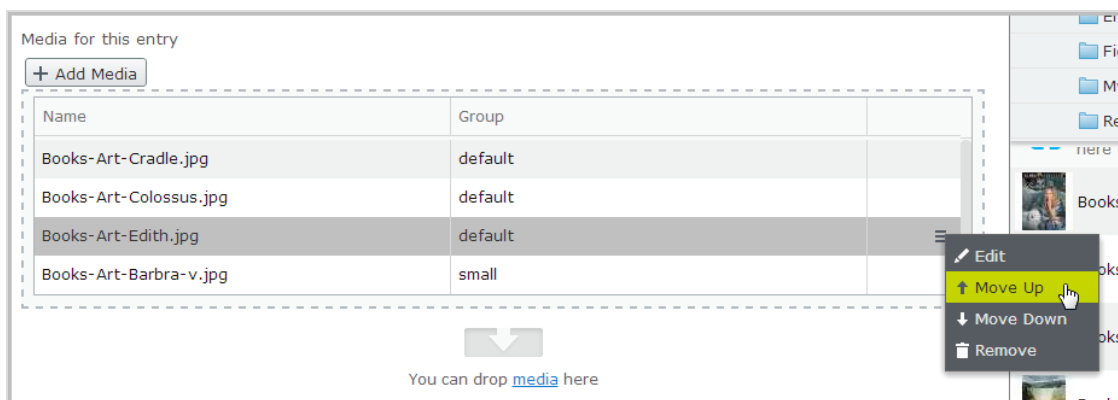 Media for this entry
+ Add Media
Name Group
Books-Art-Cradle.jpg default
Books-Art-Colossus.jpg default
Books-Art-Edith.jpg default
Books-Art-Barbra-v.jpg small
Edit
Move Up
Move Down
Remove
You can drop media here
here
Books